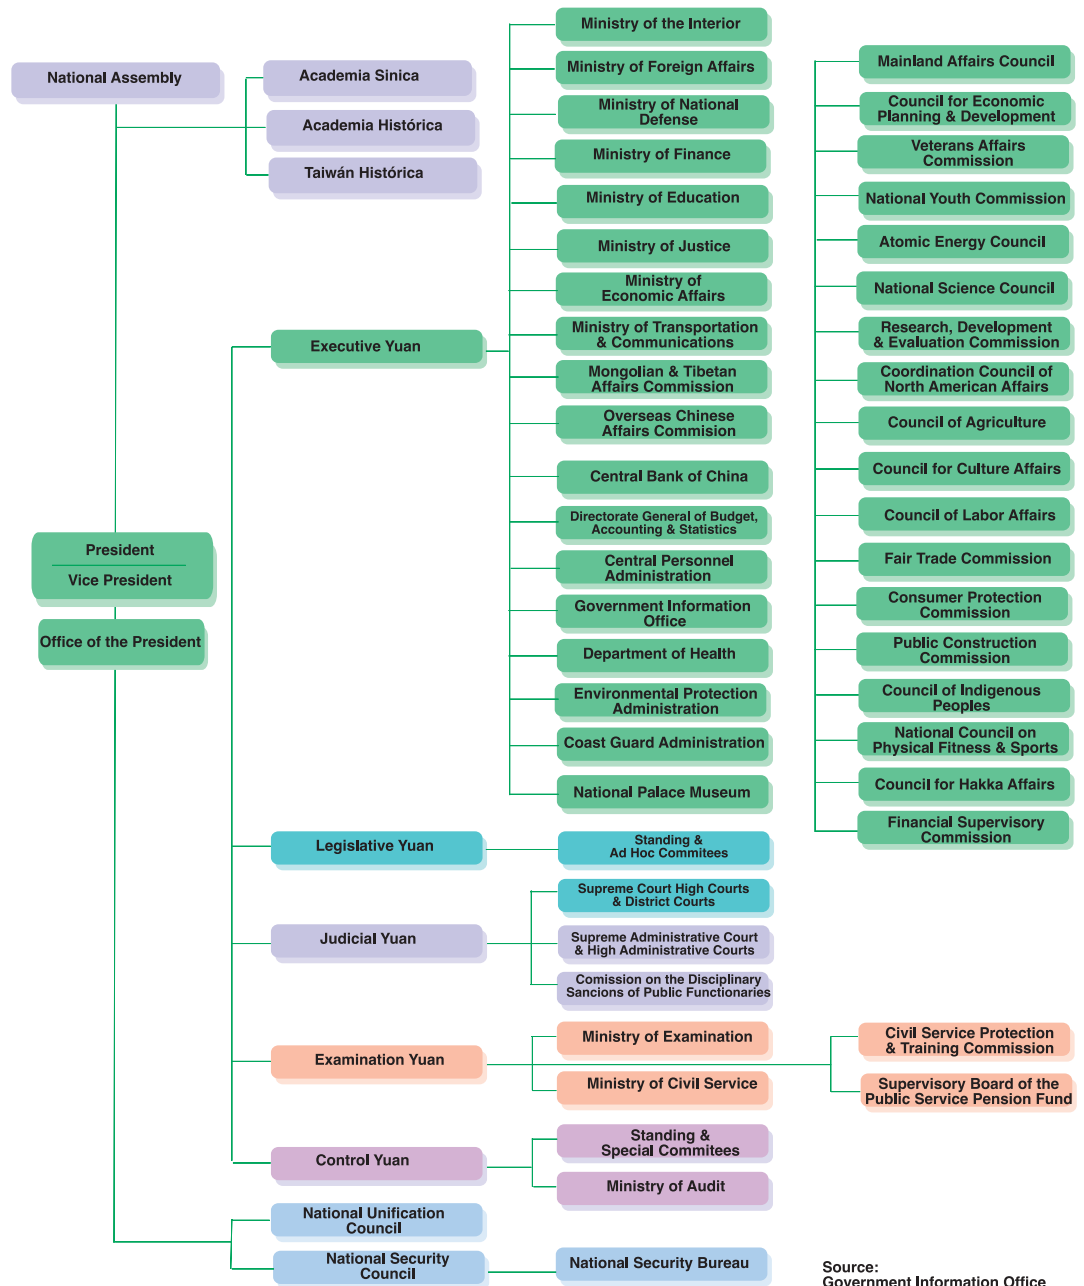 National Assembly
Academia Sinica
Academia Histórica
Taiwán Histórica
President
Vice President
Office of the President
Executive Yuan
Ministry of the Interior
Ministry of Foreign Affairs
Ministry of National
Defense
Ministry of Finance
Ministry of Education
Ministry of Justice
Ministry of
Economic Affairs
Ministry of Transportation
& Communications
Mongolian & Tibetan
Affairs Commission
Overseas Chinese
Affairs Commision
Central Bank of China
Directorate General of Budget,
Accounting & Statistics
Central Personnel
Administration
Government Information
Office
Department of Health
Environmental Protection
Administration
Coast Guard Administration
National Palace Museum
Mainland Affairs Council
Council for Economic
Planning & Development
Veterans Affairs
Commission
National Youth Commission
Atomic Energy Council
National Science Council
Research, Development
& Evaluation Commission
Coordination Council of
North American Affairs
Council of Agriculture
Council for Culture Affairs
Council of Labor Affairs
Fair Trade Commission
Consumer Protection
Commission
Public Construction
Commission
Council of Indigenous
Peoples
National Council on
Physical Fitness & Sports
Council for Hakka Affairs
Financial Supervisory
Commission
Legislative Yuan
Standing &
Ad Hoc Commitees
Judicial Yuan
Supreme Court High Courts
& District Courts
Supreme Administrative Court
& High Administrative Courts
Comission on the Disciplinary
Sancions of Public Functionaries
Examination Yuan
Ministry of Examination
Ministry of Civil Service
Civil Service Protection
& Training Commission
Supervisory Board of the
Public Service Pension Fund
Control Yuan
Standing &
Special Commitees
Ministry of Audit
National Unification
Council
National Security
Council
National Security Bureau
Source:
Government Information Office